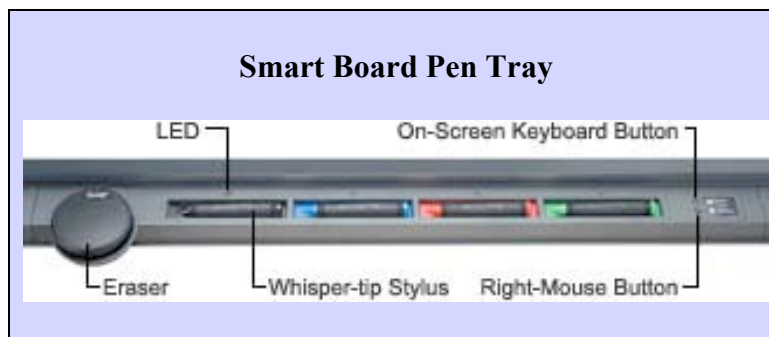 Smart Board Pen Tray
LED
On-Screen Keyboard Button
Eraser
Whisper-tip Stylus
Right-Mouse Button